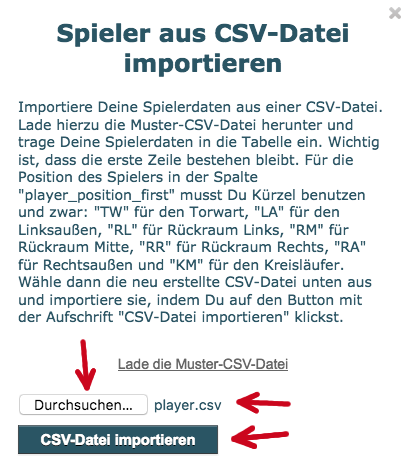 Spieler aus CSV-Datei
importieren
Importiere Deine Spielerdaten aus einer CSV-Datei.
Lade hierzu die Muster-CSV-Datei herunter und
trage Deine Spielerdaten in die Tabelle ein. Wichtig
ist, dass die erste Zeile bestehen bleibt. Für die
Position des Spielers in der Spalte
"player_position_first" musst Du Kürzel benutzen
und zwar: "TW" für den Torwart, "LA" für den
Linksaußen, "RL" für Rückraum Links, "RM" für
Rückraum Mitte, "RR" für Rückraum Rechts, "RA"
für Rechtsaußen und "KM" für den Kreisläufer.
Wähle dann die neu erstellte CSV-Datei unten aus
und importiere sie, indem Du auf den Button mit
der Aufschrift "CSV-Datei importieren" klickst.
Lade die Muster-CSV-Datei
Durchsuchen... player.csv
CSV-Datei importieren